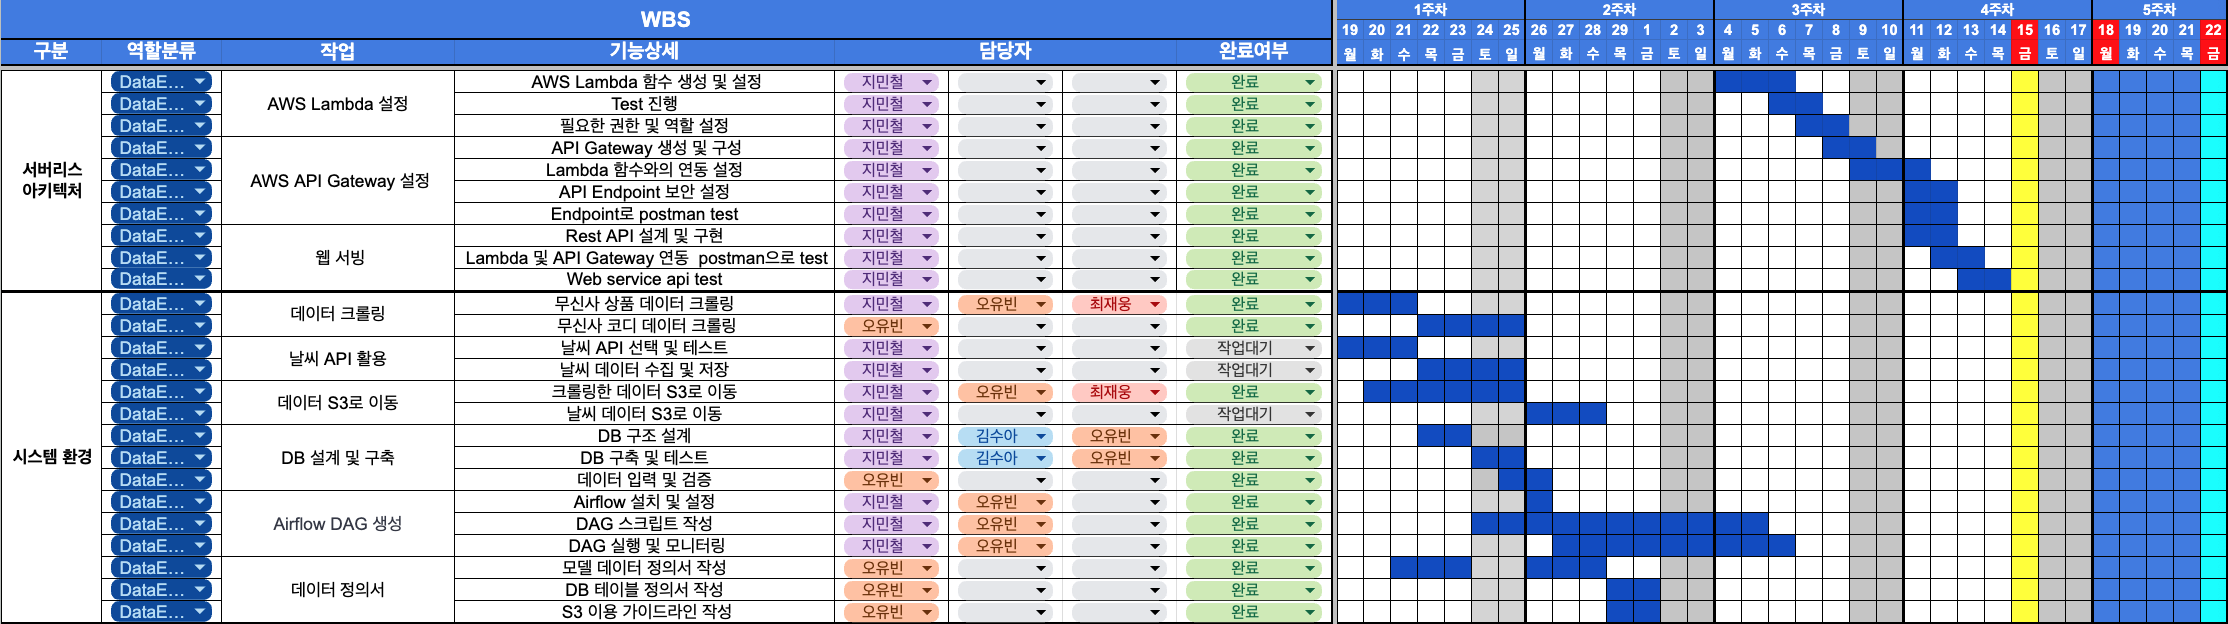 WBS
1주차 2주차 3주차 4주차 5주차
19 20 21 22 23 24 25 26 27 28 29 1 2 3 4 5 6 7 8 9 10 11 12 13 14 15 16 17 18 19 20 21 22
구분 역할분류 작업 기능상세 담당자 완료여부
월 화 수 목 금 토 일 월 화 수 목 금 토 일 월 화 수 목 금 토 일 월 화 수 목 금 토 일 월 화 수 목 금
서버리스
아키텍처
AWS Lambda 설정
DataE... AWS Lambda 함수 생성 및 설정 지민철 완료
DataE... Test 진행 지민철 완료
DataE... 필요한 권한 및 역할 설정 지민철 완료
AWS API Gateway 설정
DataE... API Gateway 생성 및 구성 지민철 완료
DataE... Lambda 함수와의 연동 설정 지민철 완료
DataE... API Endpoint 보안 설정 지민철 완료
DataE... Endpoint로 postman test 지민철 완료
웹 서빙
DataE... Rest API 설계 및 구현 지민철 완료
DataE... Lambda 및 API Gateway 연동  postman으로 test 지민철 완료
DataE... Web service api test 지민철 완료
시스템 환경
데이터 크롤링
DataE... 무신사 상품 데이터 크롤링 지민철 오유빈 최재웅 완료
DataE... 무신사 코디 데이터 크롤링 오유빈 완료
날씨 API 활용
DataE... 날씨 API 선택 및 테스트 지민철 작업대기
DataE... 날씨 데이터 수집 및 저장 지민철 작업대기
데이터 S3로 이동
DataE... 크롤링한 데이터 S3로 이동 지민철 오유빈 최재웅 완료
DataE... 날씨 데이터 S3로 이동 지민철 작업대기
DB 설계 및 구축
DataE... DB 구조 설계 지민철 김수아 오유빈 완료
DataE... DB 구축 및 테스트 지민철 김수아 오유빈 완료
DataE... 데이터 입력 및 검증 오유빈 완료
Airflow DAG 생성
DataE... Airflow 설치 및 설정 지민철 오유빈 완료
DataE... DAG 스크립트 작성 지민철 오유빈 완료
DataE... DAG 실행 및 모니터링 지민철 오유빈 완료
데이터 정의서
DataE... 모델 데이터 정의서 작성 오유빈 완료
DataE... DB 테이블 정의서 작성 오유빈 완료
DataE... S3 이용 가이드라인 작성 오유빈 완료